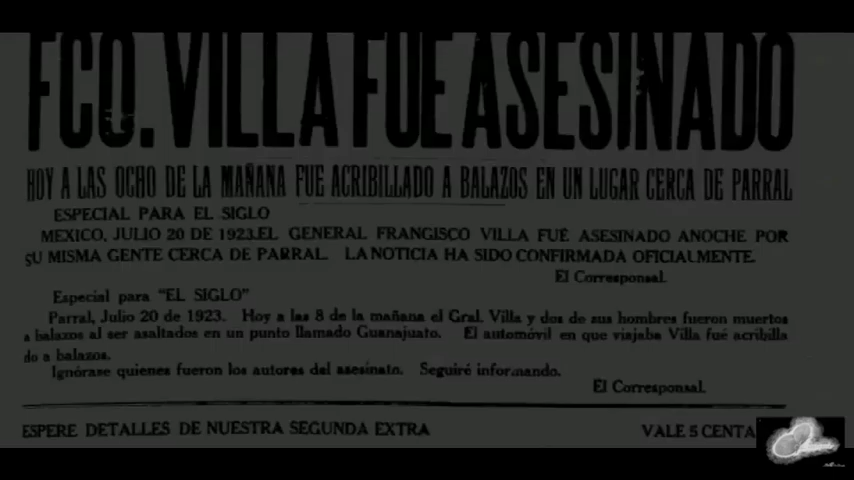 FCO. VILLA FUE ASESINADO
HOY A LAS OCHO DE LA MAÑANA FUE ACRIBILLADO A BALAZOS EN UN LUGAR CERCA DE PARRAL
ESPECIAL PARA EL SIGLO
MEXICO, JULIO 20 DE 1923.EL GENERAL FRANGISCO VILLA FUÉ ASESINADO ANOCHE POR
SU MISMA GENTE CERCA DE PARRAL. LA NOTICIA HA SIDO CONFIRMADA OFICIALMENTE.
El Corresponsal.
Especial para "EL SIGLO"
Parral, Julio 20 de 1923. Hoy a las 8 de la mañana el Gral. Villa y dos de sus hombres fueron muertos
a balazos al ser asaltados en un punto llamado Guanajuato. El automóvil en que viajaba Villa fué acribilla
do a balazos.
Ignórase quienes fueron los autores del asesinato. Seguiré informando.
El Corresponsal.
ESPERE DETALLES DE NUESTRA SEGUNDA EXTRA
VALE 5 CENTA